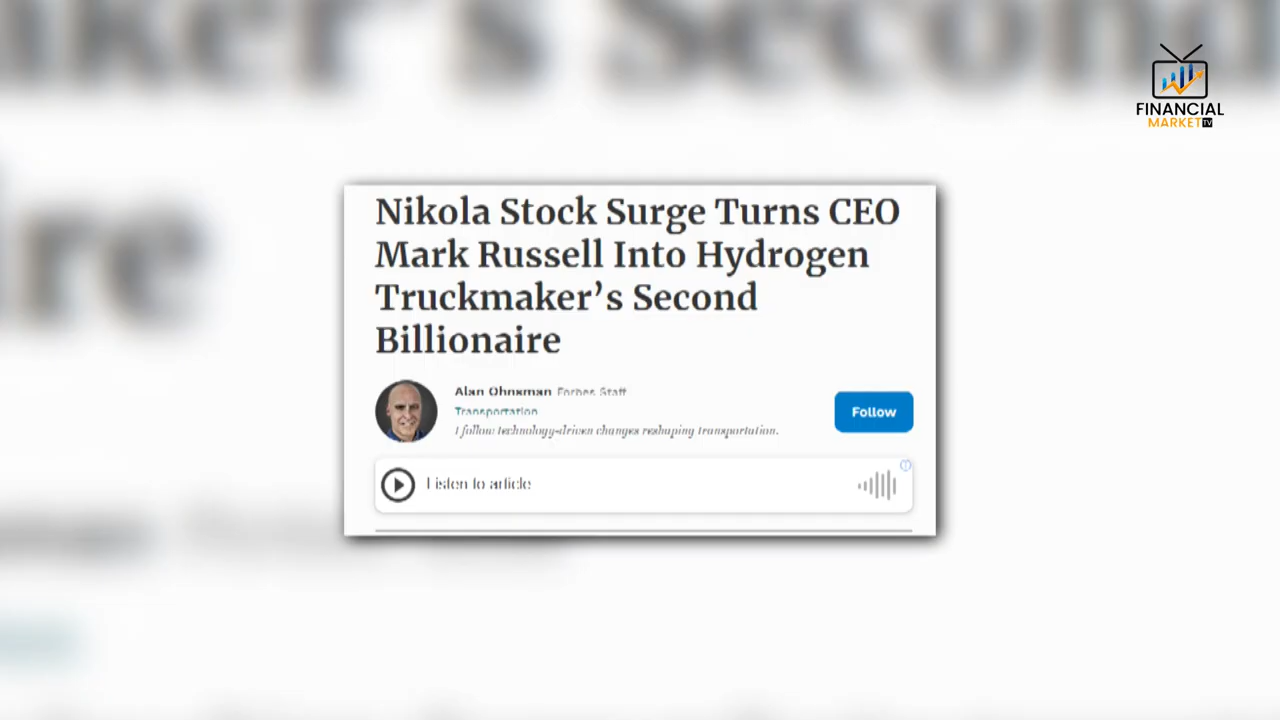 FINANCIAL
MARKET TV
Nikola Stock Surge Turns CEO
Mark Russell Into Hydrogen
Truckmaker’s Second
Billionaire
Alan Ohnsman Forbes Staff
Transportation
I follow technology-driven changes reshaping transportation.
Follow
Listen to article